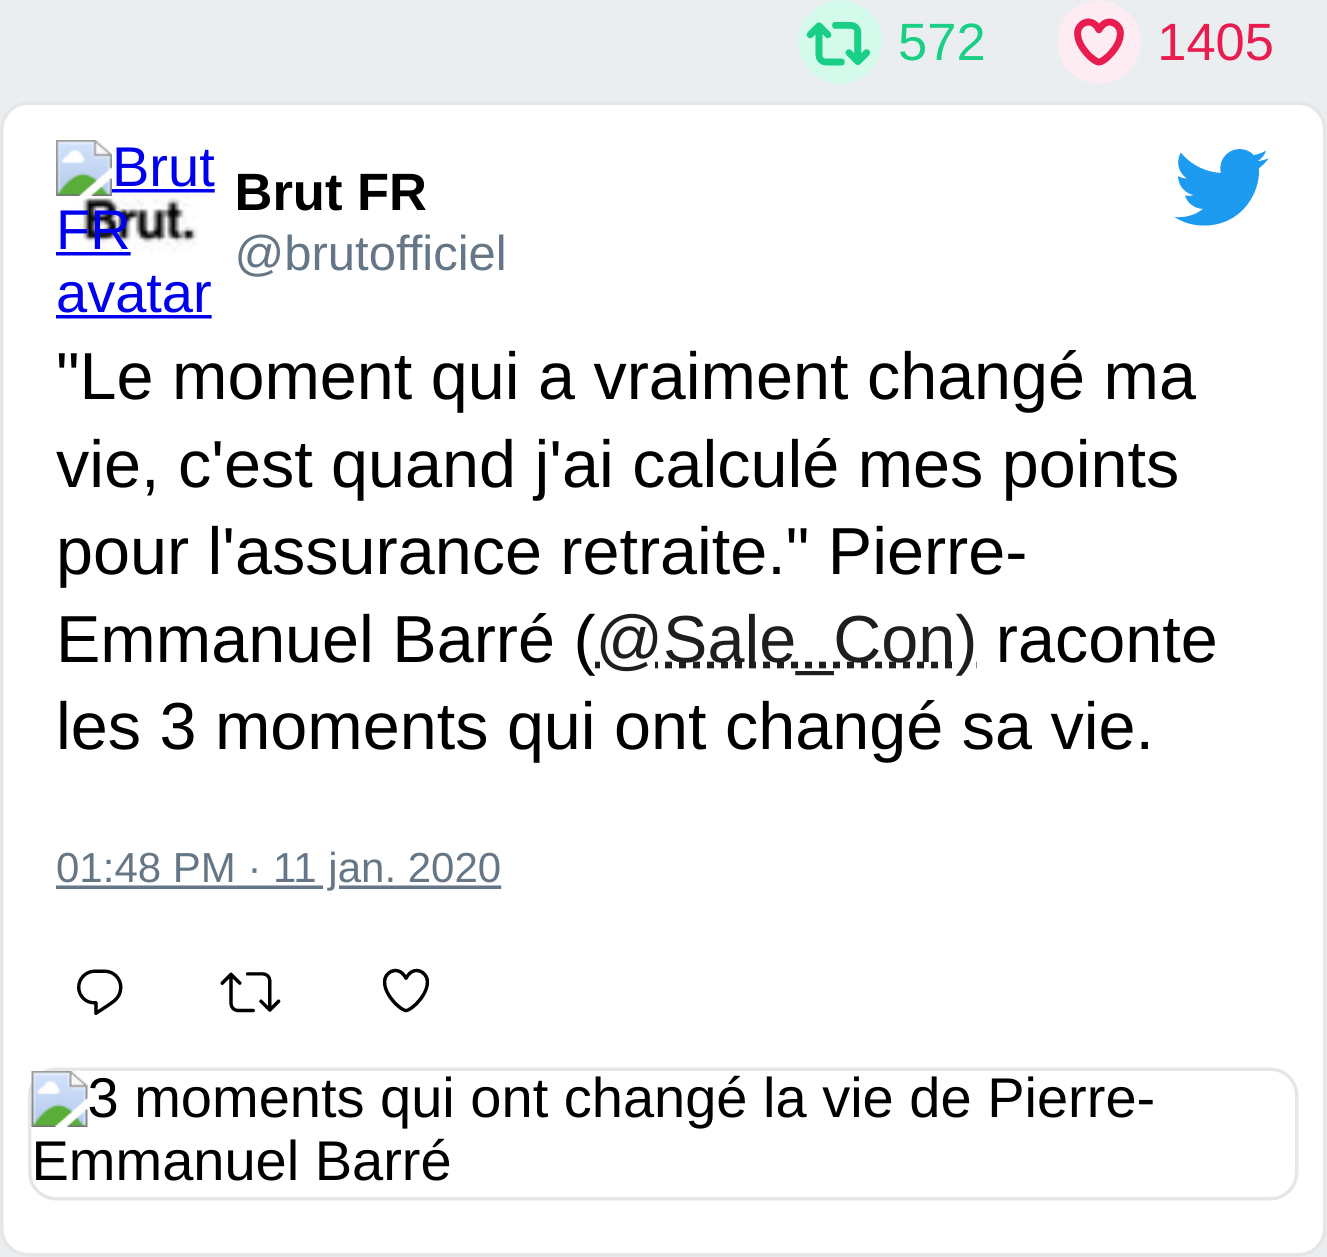 572 1405
Brut
FR
avatar
Brut.
Brut FR
@brutofficiel
"Le moment qui a vraiment changé ma
vie, c'est quand j'ai calculé mes points
pour l'assurance retraite." Pierre-
Emmanuel Barré (@Sale_Con) raconte
les 3 moments qui ont changé sa vie.
01:48 PM · 11 jan. 2020
3 moments qui ont changé la vie de Pierre-
Emmanuel Barré